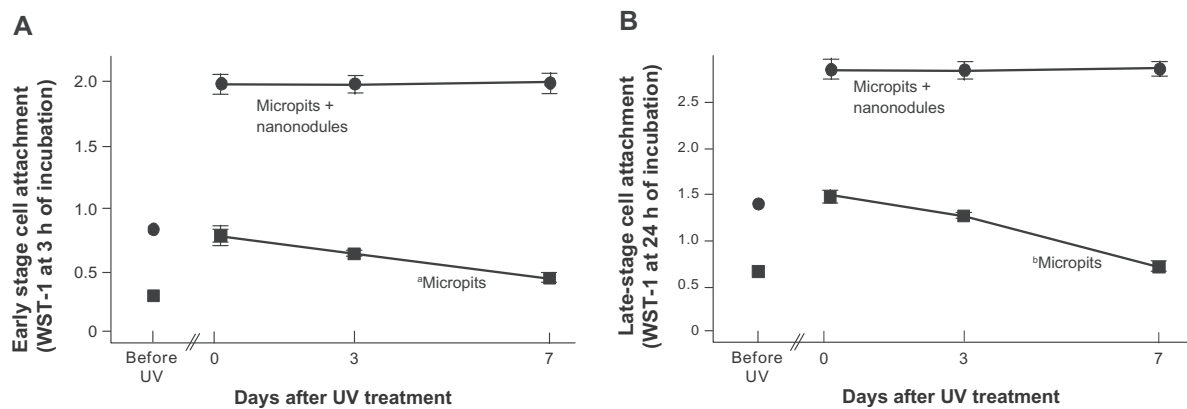 A
Early stage cell attachment
(WST-1 at 3 h of incubation)
2.0
1.5
1.0
0.5
0
Micropits +
nanonodules
ᵃMicropits
Before
UV
0
3
7
Days after UV treatment
B
Late-stage cell attachment
(WST-1 at 24 h of incubation)
2.5
2.0
1.5
1.0
0.5
0
Micropits +
nanonodules
ᵇMicropits
Before
UV
0
3
7
Days after UV treatment